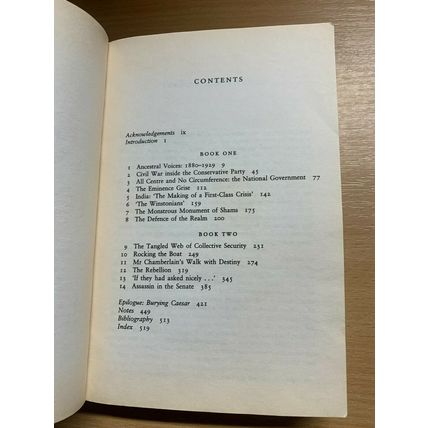 CONTENTS
Acknowledgements ix
Introduction 1
BOOK ONE
1 Ancestral Voices: 1880-1929 9
2 Civil War inside the Conservative Party 45
3 All Centre and No Circumference: the National Government 77
4 The Eminence Grise 112
5 India: 'The Making of a First-Class Crisis' 142
6 'The Winstonians' 159
7 The Monstrous Monument of Shams 175
8 The Defence of the Realm 200
BOOK TWO
9 The Tangled Web of Collective Security 231
10 Rocking the Boat 249
11 Mr Chamberlain's Walk with Destiny 274
12 The Rebellion 319
13 'If they had asked nicely . . .' 345
14 Assassin in the Senate 385
Epilogue: Burying Caesar 421
Notes 449
Bibliography 513
Index 519